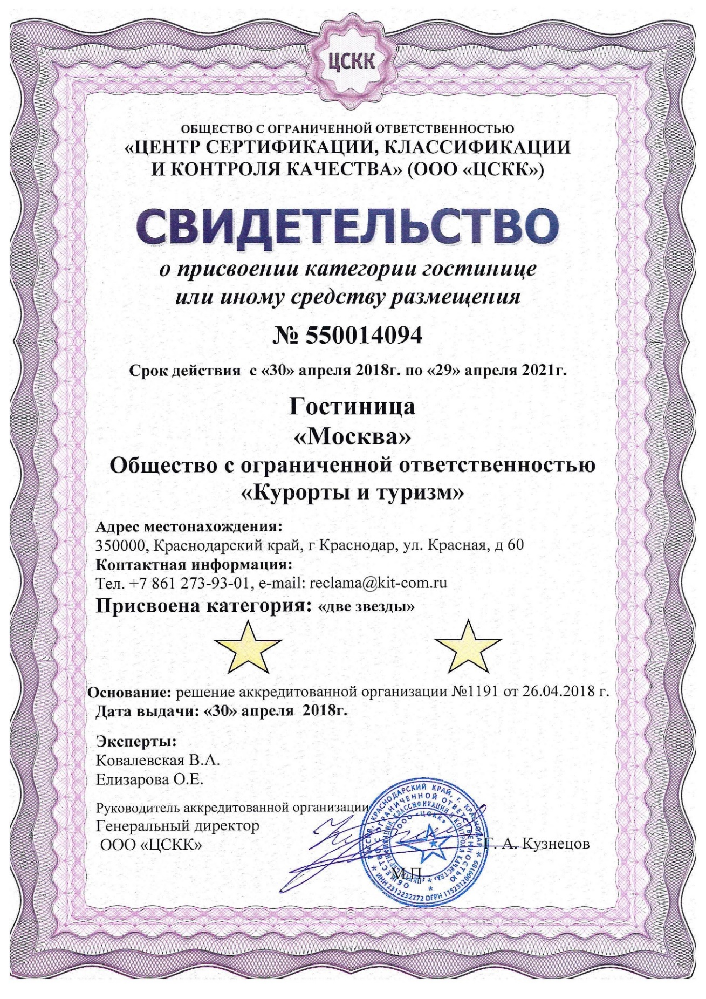 ЦСКК
ОБЩЕСТВО С ОГРАНИЧЕННОЙ ОТВЕТСТВЕННОСТЬЮ
«ЦЕНТР СЕРТИФИКАЦИИ, КЛАССИФИКАЦИИ
И КОНТРОЛЯ КАЧЕСТВА» (ООО «ЦСКК»)
СВИДЕТЕЛЬСТВО
о присвоении категории гостинице
или иному средству размещения
№ 550014094
Срок действия с «30» апреля 2018г. по «29» апреля 2021г.
Гостиница
«Москва»
Общество с ограниченной ответственностью
«Курорты и туризм»
Адрес местонахождения:
350000, Краснодарский край, г Краснодар, ул. Красная, д 60
Контактная информация:
Тел. +7 861 273-93-01, e-mail: reclama@kit-com.ru
Присвоена категория: «две звезды»
Основание: решение аккредитованной организации №1191 от 26.04.2018 г.
Дата выдачи: «30» апреля 2018г.
Эксперты:
Ковалевская В.А.
Елизарова О.Е.
Руководитель аккредитованной организации
Генеральный директор
ООО «ЦСКК»
Г. А. Кузнецов
М.П.
РОССИЯ, КРАСНОДАРСКИЙ КРАЙ, г. КРАСНОДАР * ИНН 2312232272 ОГРН 1152312009189 *
ОБЩЕСТВО С ОГРАНИЧЕННОЙ ОТВЕТСТВЕННОСТЬЮ *
СЕРТИФИКАЦИИ, КЛАССИФИКАЦИИ И КОНТРОЛЯ КАЧЕСТВА" *
ООО «ЦСКК»